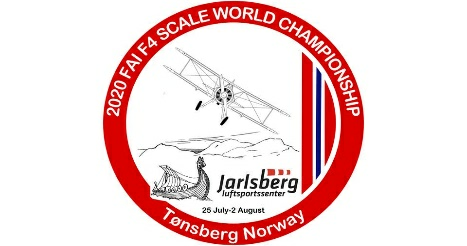 2020 FAI F4 SCALE WORLD CHAMPIONSHIP
Jarlsberg
luftsportssenter
25 July-2 August
Tønsberg Norway